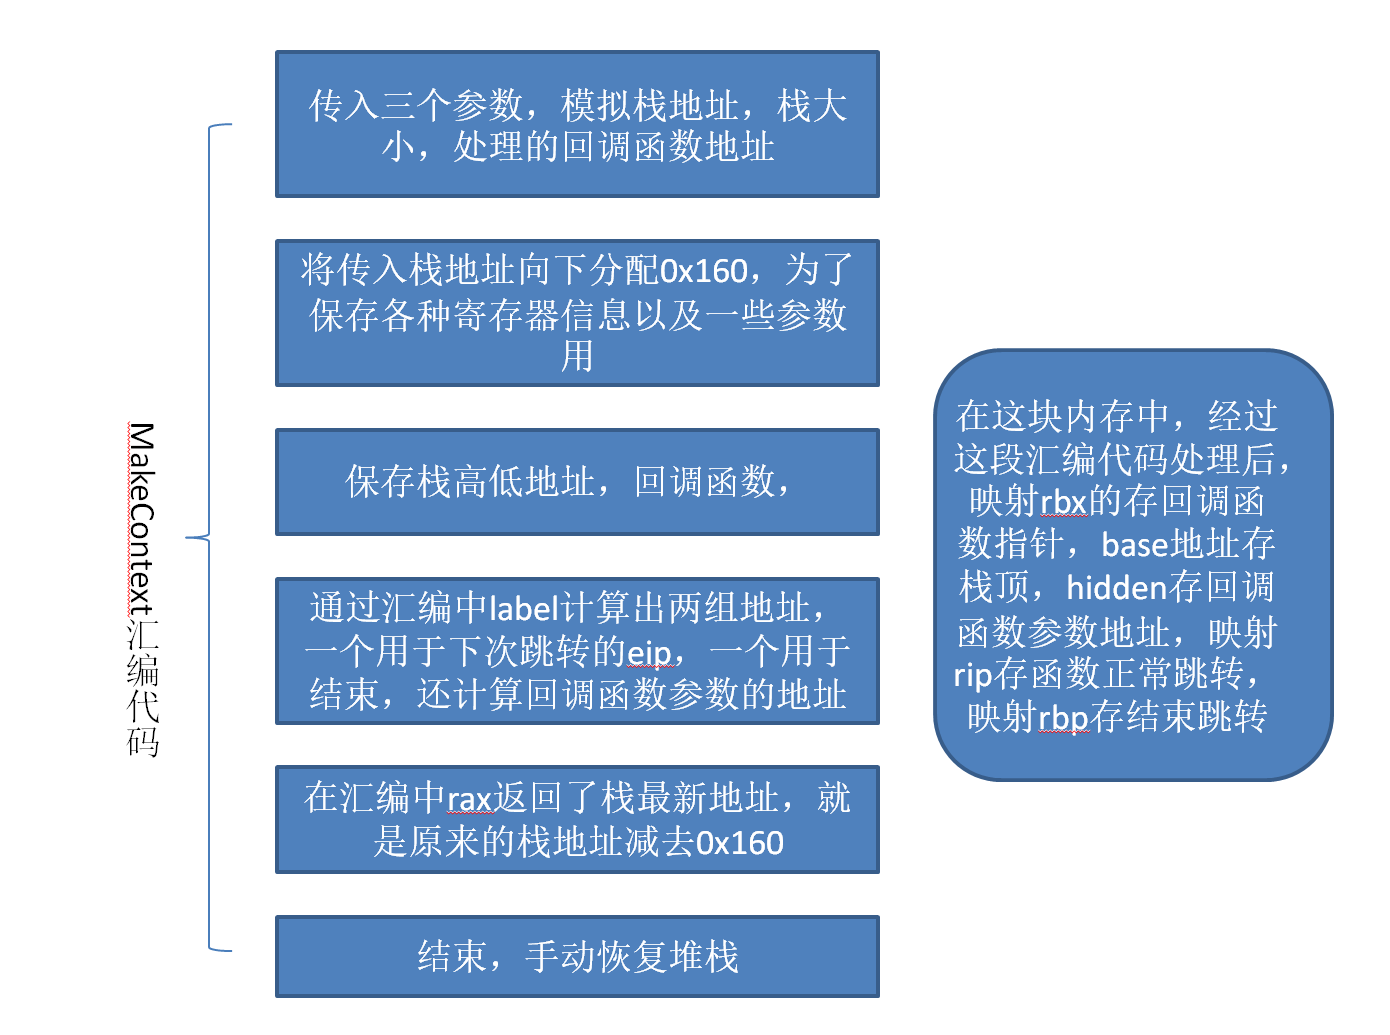 MakeContext汇编代码
传入三个参数，模拟栈地址，栈大
小，处理的回调函数地址
将传入栈地址向下分配0x160，为了
保存各种寄存器信息以及一些参数
用
保存栈高低地址，回调函数，
通过汇编中label计算出两组地址，
一个用于下次跳转的eip，一个用于
结束，还计算回调函数参数的地址
在汇编中rax返回了栈最新地址，就
是原来的栈地址减去0x160
结束，手动恢复堆栈
在这块内存中，经过
这段汇编代码处理后，
映射rbx的存回调函
数指针，base地址存
栈顶，hidden存回调
函数参数地址，映射
rip存函数正常跳转，
映射rbp存结束跳转